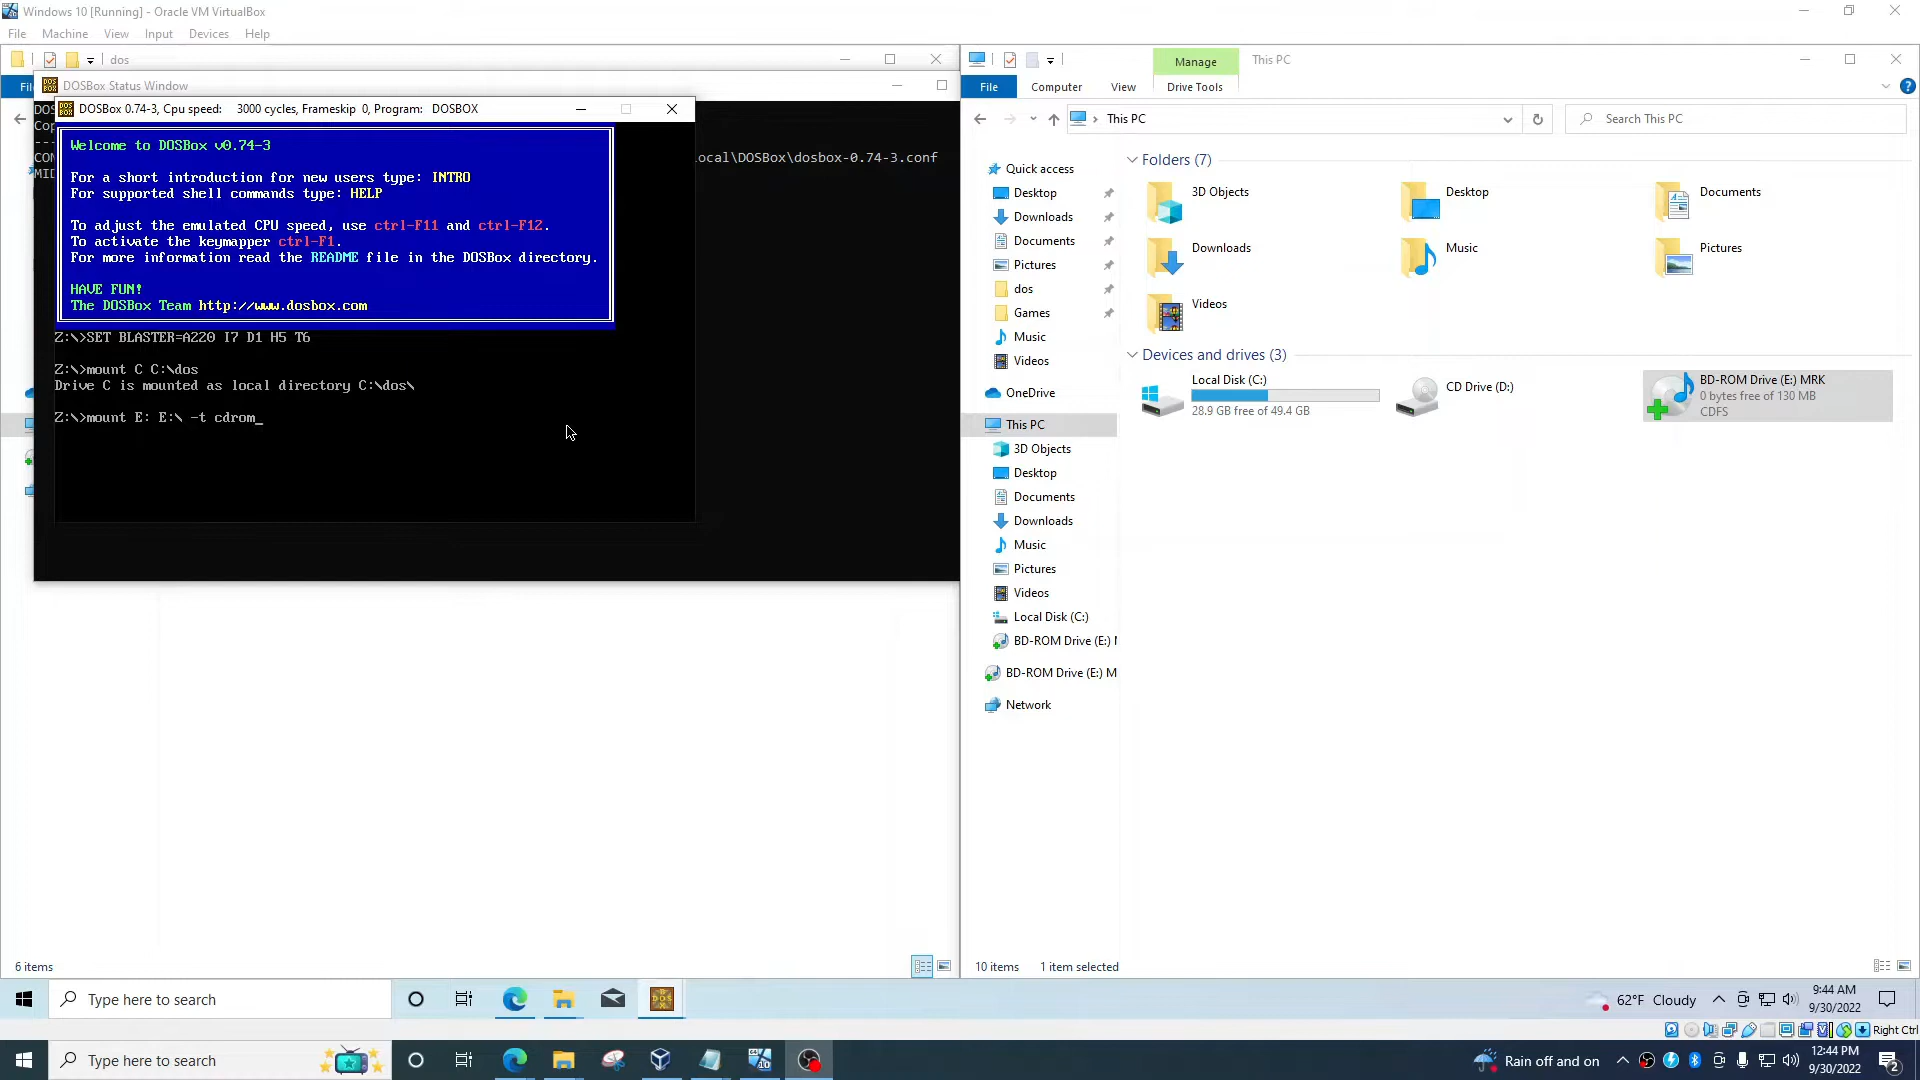 Windows 10 [Running] - Oracle VM VirtualBox
File Machine View Input Devices Help
dos
DOSBox Status Window
DOSBox 0.74-3, Cpu speed: 3000 cycles, Frameskip 0, Program: DOSBOX
ocal\DOSBox\dosbox-0.74-3.conf
Welcome to DOSBox v0.74-3
For a short introduction for new users type: INTRO
For supported shell commands type: HELP
To adjust the emulated CPU speed, use ctrl-F11 and ctrl-F12.
To activate the keymapper ctrl-F1.
For more information read the README file in the DOSBox directory.
HAVE FUN!
The DOSBox Team http://www.dosbox.com
Z:\>SET BLASTER=A220 I7 D1 H5 T6
Z:\>mount C C:\dos
Drive C is mounted as local directory C:\dos\
Z:\>mount E: E:\ -t cdrom_
6 items
Manage
This PC
File Computer View Drive Tools
This PC
Search This PC
Quick access
Desktop
Downloads
Documents
Pictures
dos
Games
Music
Videos
OneDrive
This PC
3D Objects
Desktop
Documents
Downloads
Music
Pictures
Videos
Local Disk (C:)
BD-ROM Drive (E:)
BD-ROM Drive (E:) M
Network
Folders (7)
3D Objects
Desktop
Documents
Downloads
Music
Pictures
Videos
Devices and drives (3)
Local Disk (C:)
28.9 GB free of 49.4 GB
CD Drive (D:)
BD-ROM Drive (E:) MRK
0 bytes free of 130 MB
CDFS
10 items 1 item selected
Type here to search
62°F Cloudy
9:44 AM
9/30/2022
Right Ctrl
Type here to search
Rain off and on
12:44 PM
9/30/2022
2